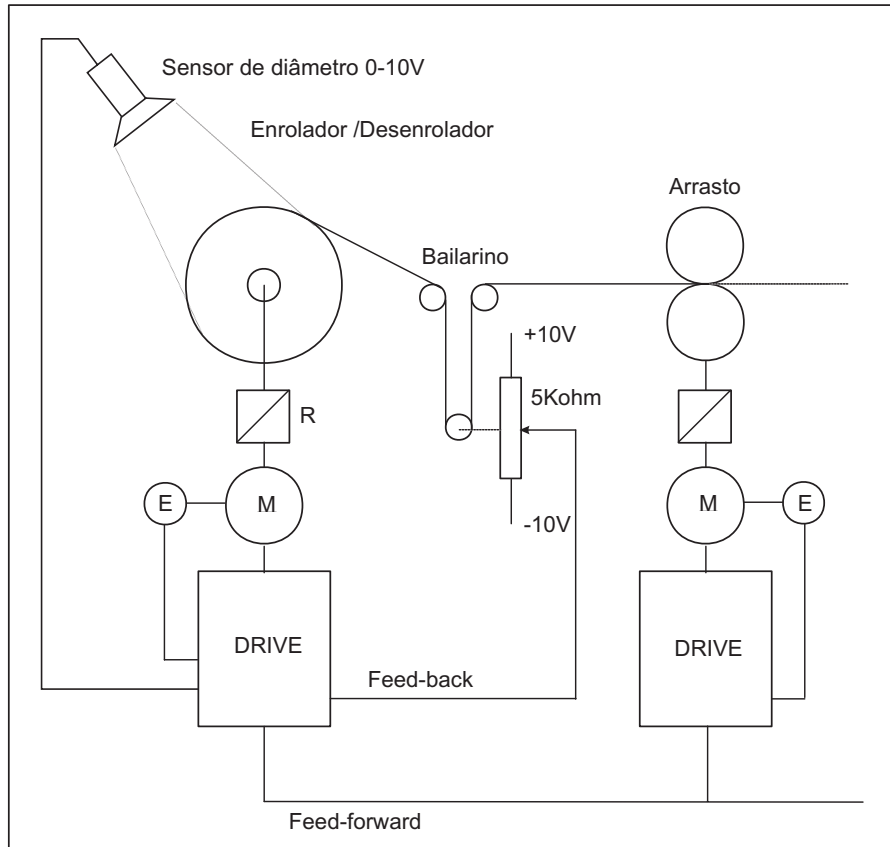 Sensor de diâmetro 0-10V
Enrolador /Desenrolador
Arrasto
Bailarino
+10V
5Kohm
R
E
M
-10V
M
E
DRIVE
DRIVE
Feed-back
Feed-forward